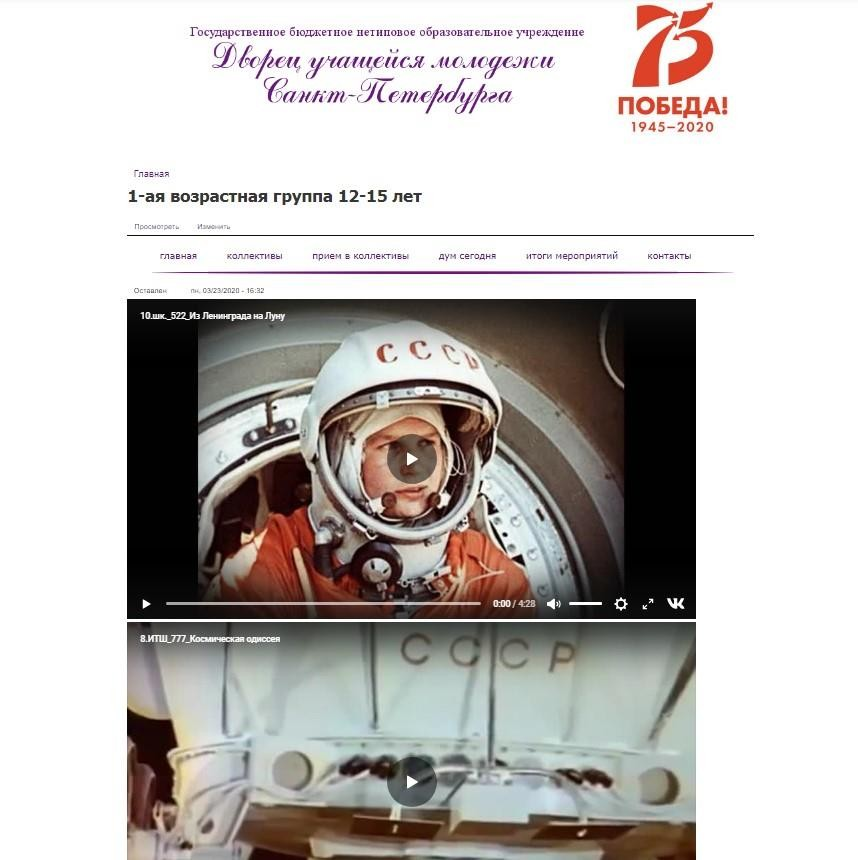 Государственное бюджетное нетиповое образовательное учреждение
Дворец учащейся молодежи
Санкт-Петербурга
75
ПОБЕДА!
1945–2020
Главная
1-ая возрастная группа 12-15 лет
Просмотреть Изменить
главная коллективы прием в коллективы дум сегодня итоги мероприятий контакты
Оставлен пн, 03/23/2020 - 16:32
10.шк._522_Из Ленинграда на Луну
СССР
0:00 / 4:28
8.ИТШ_777_Космическая одиссея
СССР